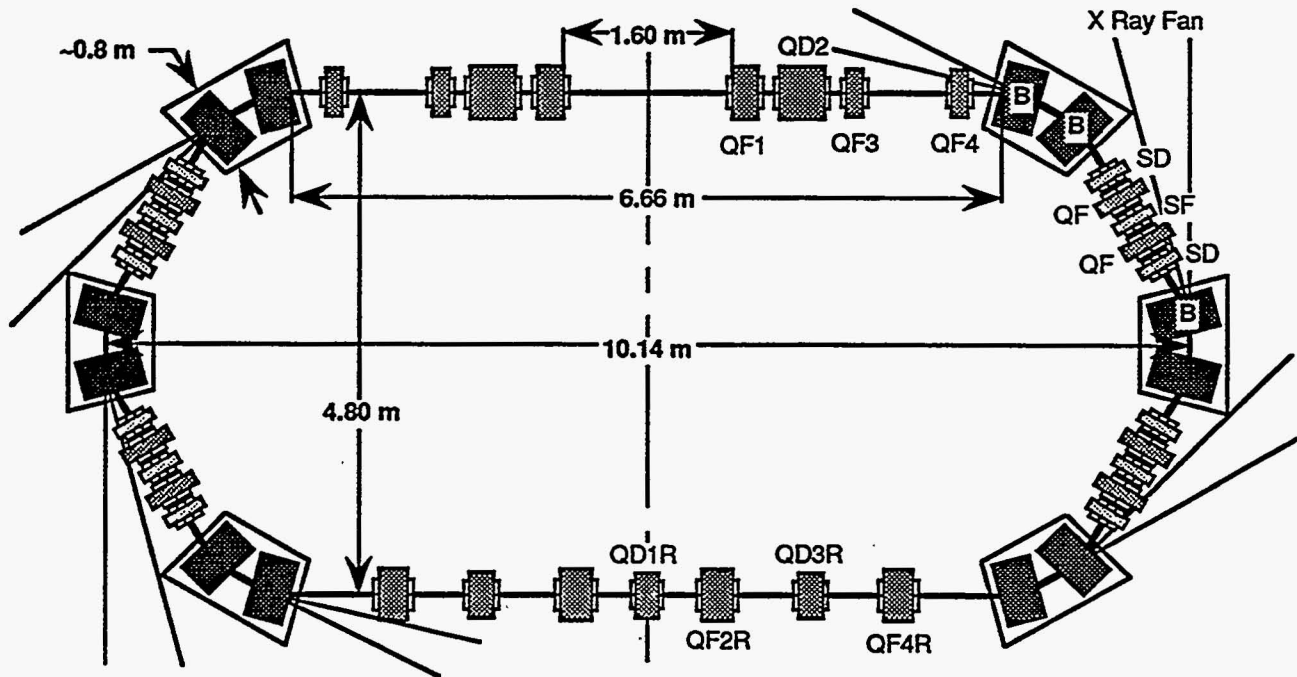 X Ray Fan
~0.8 m
1.60 m
QD2
B
B
QF1
QF3
QF4
SD
6.66 m
QF
SF
QF
SD
B
10.14 m
4.80 m
QD1R
QD3R
QF2R
QF4R